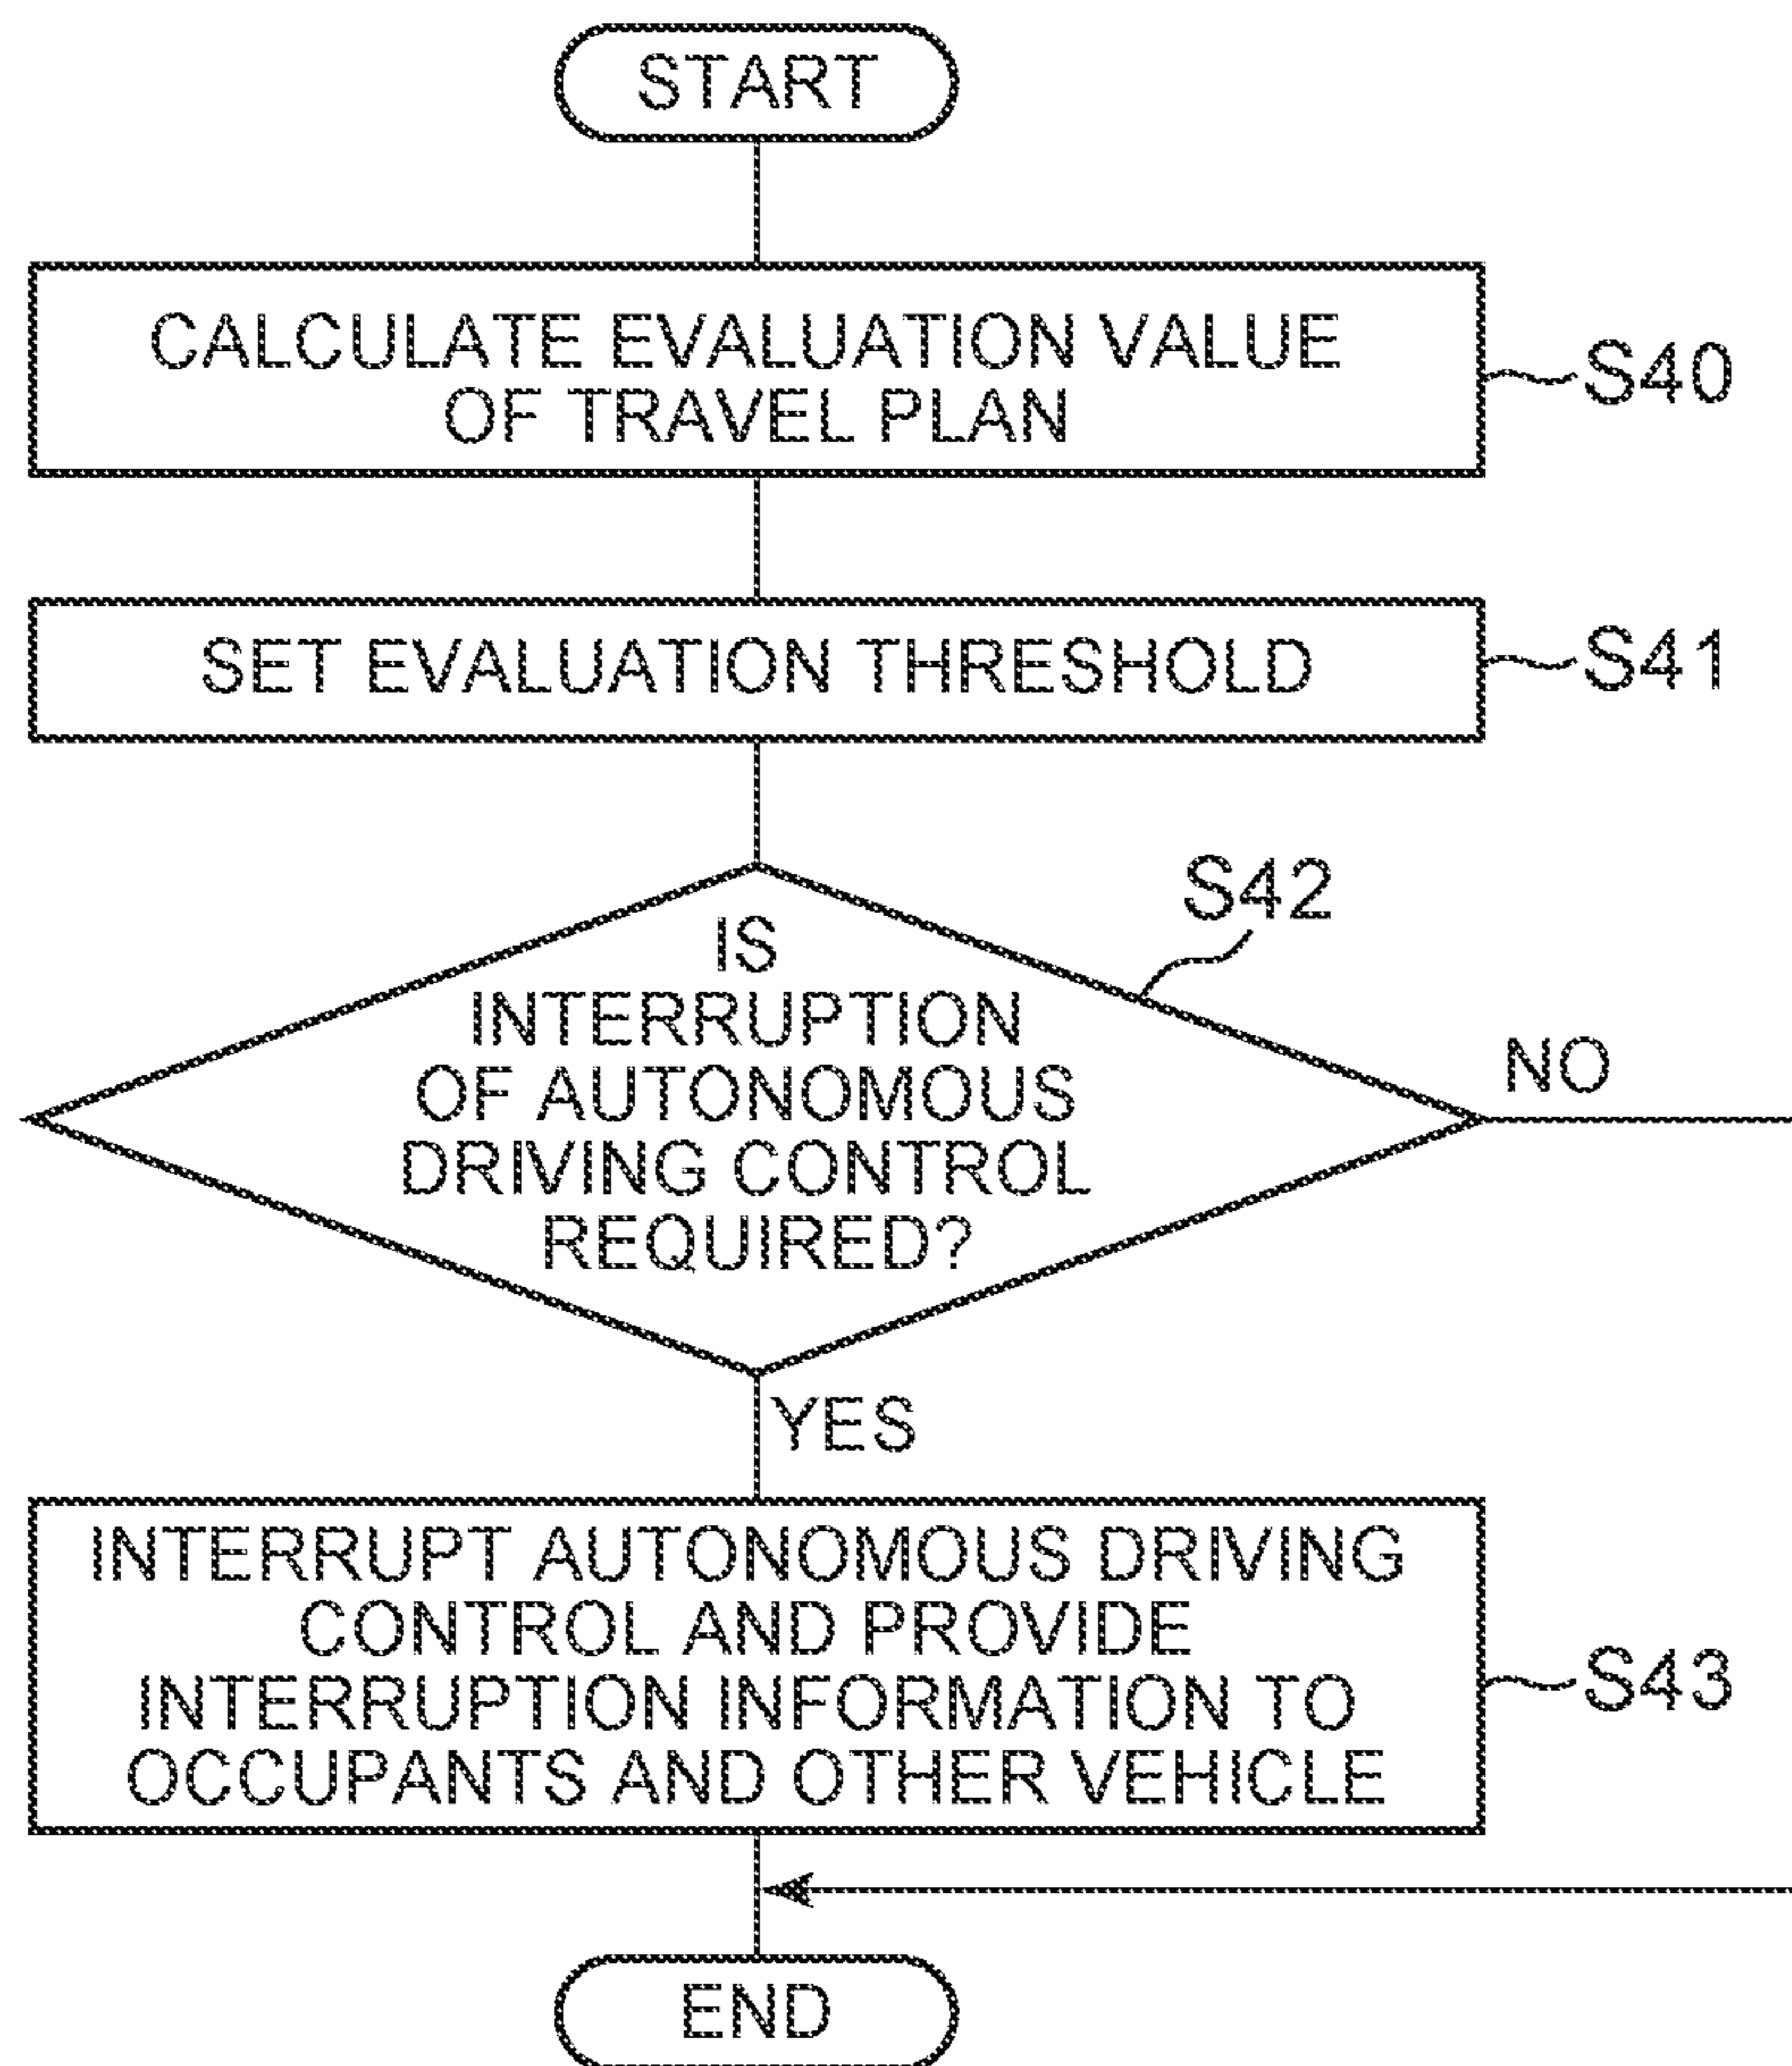 START
CALCULATE EVALUATION VALUE
OF TRAVEL PLAN
S40
SET EVALUATION THRESHOLD
S41
S42
IS
INTERRUPTION
OF AUTONOMOUS
DRIVING CONTROL
REQUIRED?
NO
YES
INTERRUPT AUTONOMOUS DRIVING
CONTROL AND PROVIDE
INTERRUPTION INFORMATION TO
OCCUPANTS AND OTHER VEHICLE
S43
END